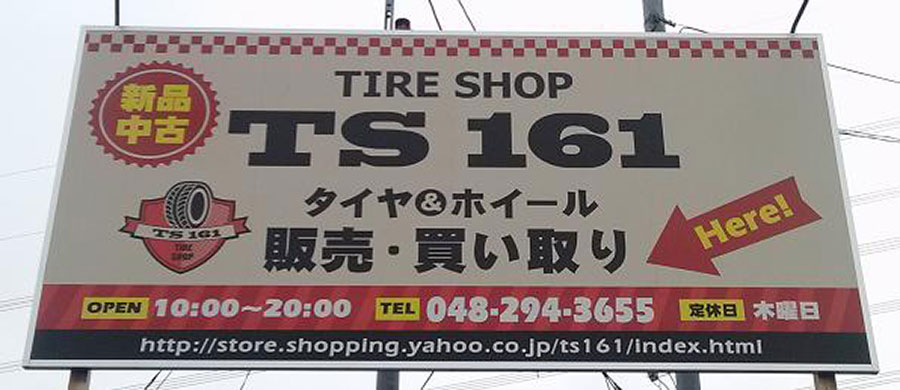 新品
中古
TIRE SHOP
TS 161
タイヤ&ホイール
販売・買い取り
Here!
TS 161
TIRE
SHOP
OPEN 10:00～20:00 TEL 048-294-3655 定休日 木曜日
http://store.shopping.yahoo.co.jp/ts161/index.html